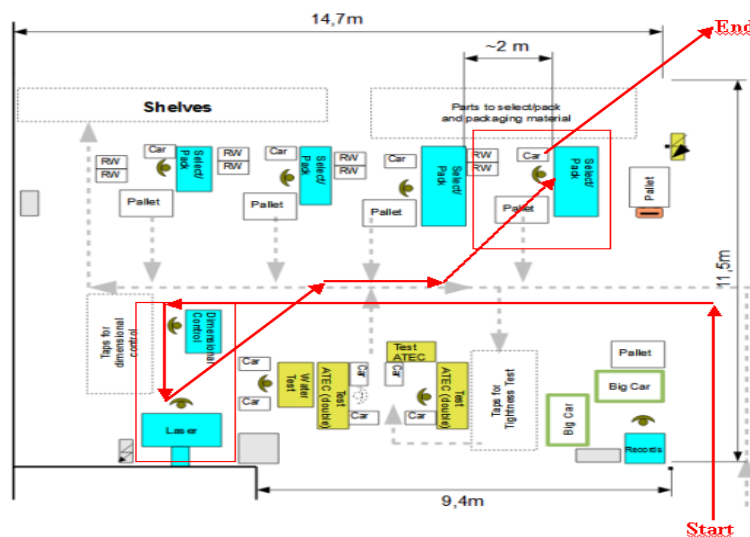 14,7m
End
~2 m
Shelves
Parts to select/pack
and packaging material
Car
Select/
Pack
RW
RW
RW
RW
Pallet
Car
Select/
Pack
RW
RW
Pallet
Car
Select/
Pack
RW
RW
Pallet
Car
Select/
Pack
Pallet
Pallet
11,5m
Taps for
dimensional
control
Dimensional
Control
Laser
Car
Car
Water
Test
Test
ATEC (double)
Car
Car
Test
ATEC
Car
Car
Test
ATEC (double)
Taps for
Tightness Test
Pallet
Big Car
Big Car
Records
9,4m
Start